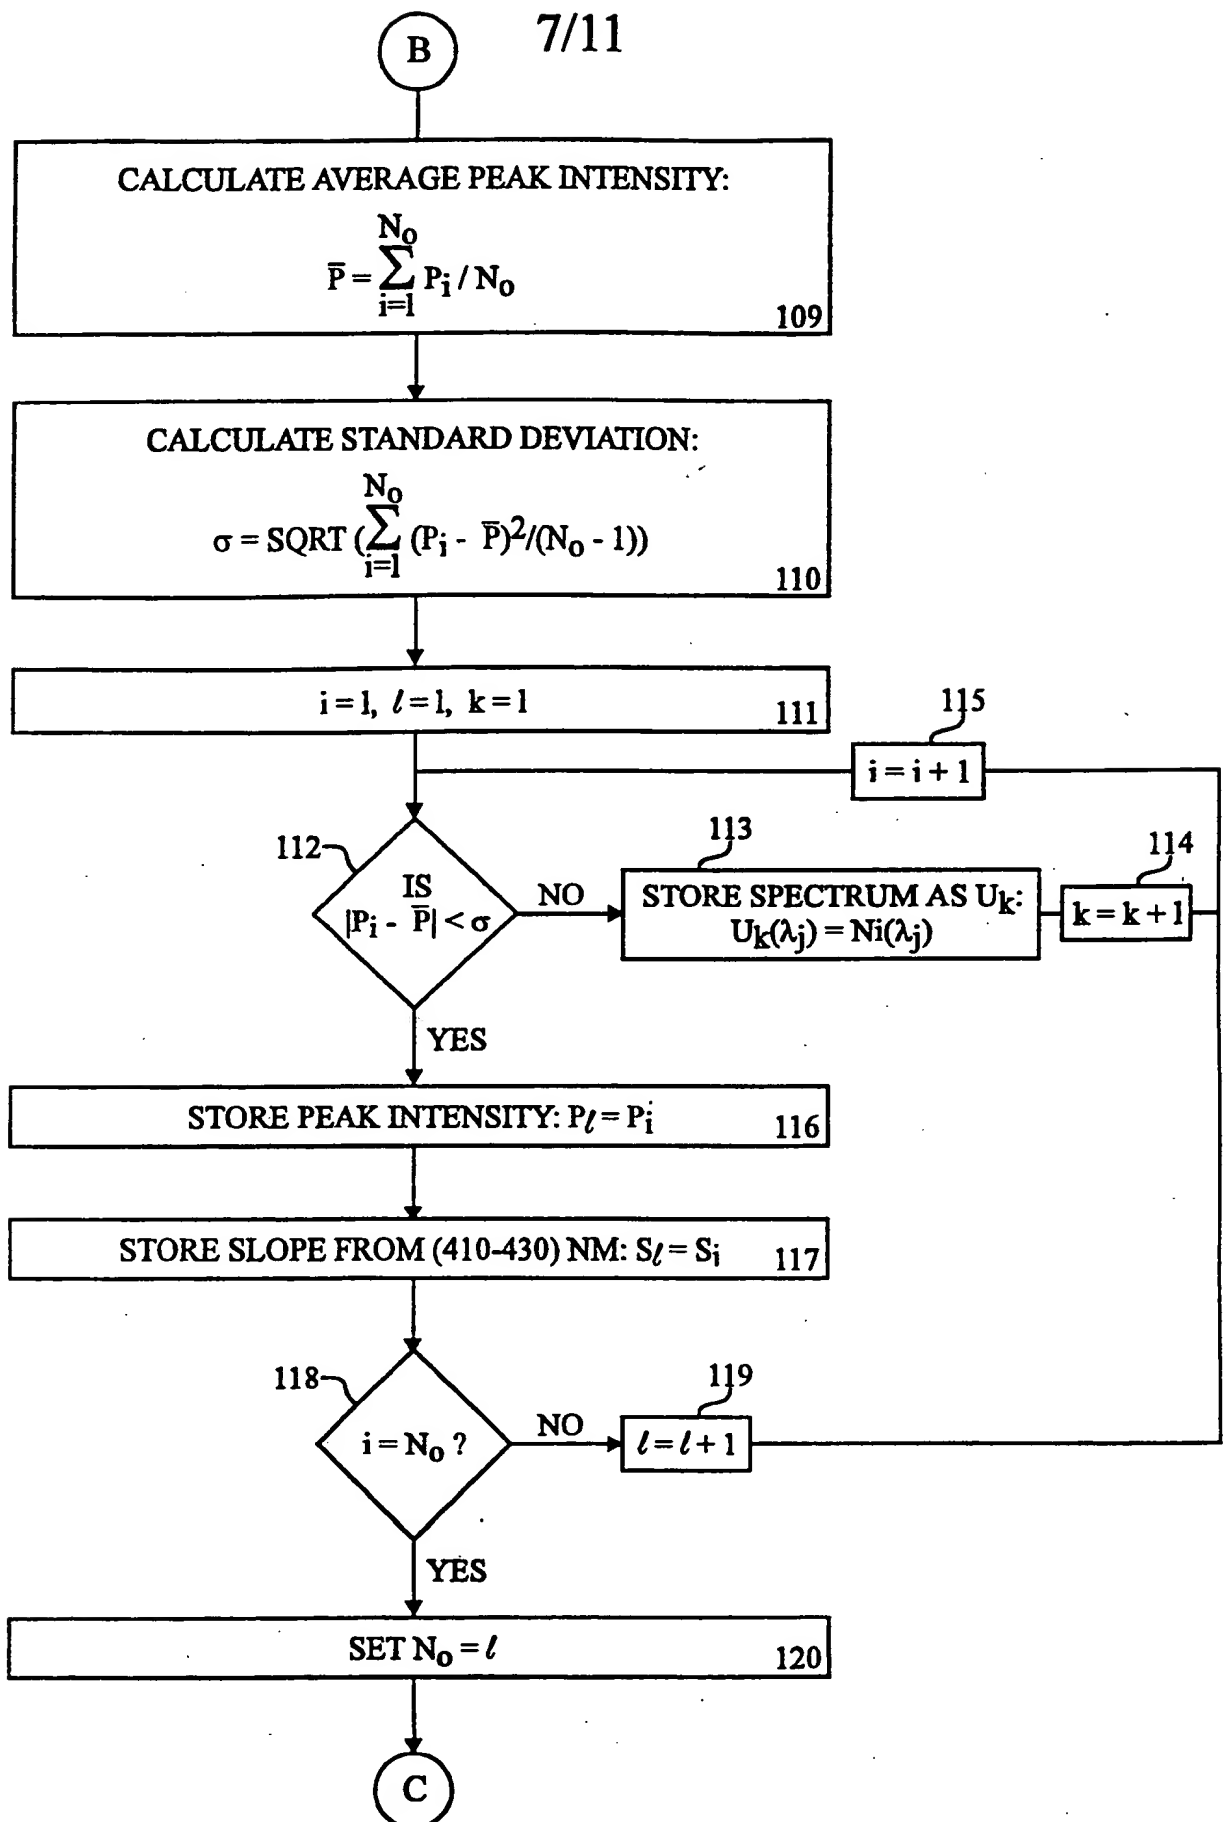 B
7/11
CALCULATE AVERAGE PEAK INTENSITY:
N₀
P̅ = ∑ Pᵢ / N₀
i=1
109
CALCULATE STANDARD DEVIATION:
N₀
σ = SQRT (∑ (Pᵢ - P̅)²/(N₀ - 1))
i=1
110
i = 1, ℓ = 1, k = 1
111
115
i = i + 1
112
IS
|Pᵢ - P̅| < σ
NO
113
STORE SPECTRUM AS Uₖ:
Uₖ(λⱼ) = Ni(λⱼ)
114
k = k + 1
YES
STORE PEAK INTENSITY: Pℓ = Pᵢ
116
STORE SLOPE FROM (410-430) NM: Sℓ = Sᵢ
117
118
i = N₀ ?
NO
119
ℓ = ℓ + 1
YES
SET N₀ = ℓ
120
C